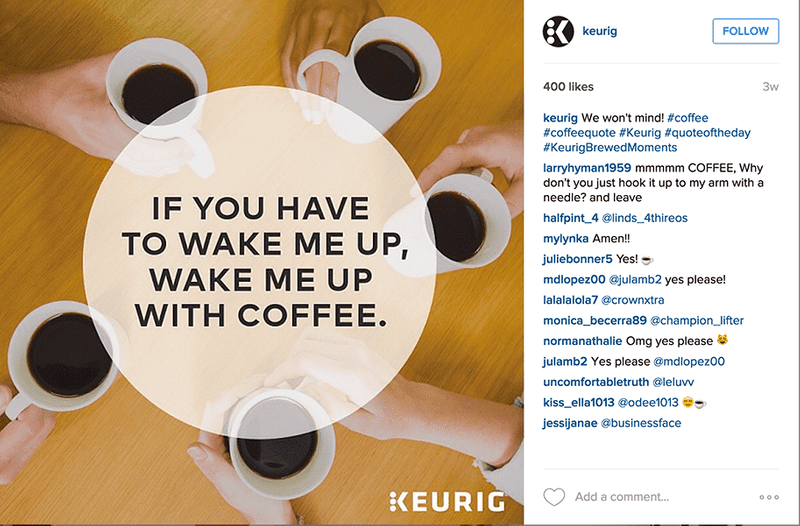 IF YOU HAVE
TO WAKE ME UP,
WAKE ME UP
WITH COFFEE.
KEURIG
keurig
FOLLOW
400 likes
3w
keurig We won't mind! #coffee
#coffeequote #Keurig #quoteoftheday
#KeurigBrewedMoments
larryhyman1959 mmmmm COFFEE, Why
don't you just hook it up to my arm with a
needle? and leave
halfpint_4 @linds_4thireos
mylynka Amen!!
juliebonner5 Yes! ☕
mdlopez00 @julamb2 yes please!
lalalalola7 @crownxtra
monica_becerra89 @champion_lifter
normanathalie Omg yes please 😹
julamb2 Yes please @mdlopez00
uncomfortabletruth @leluvv
kiss_ella1013 @odee1013 😍☕
jessijanae @businessface
Add a comment...